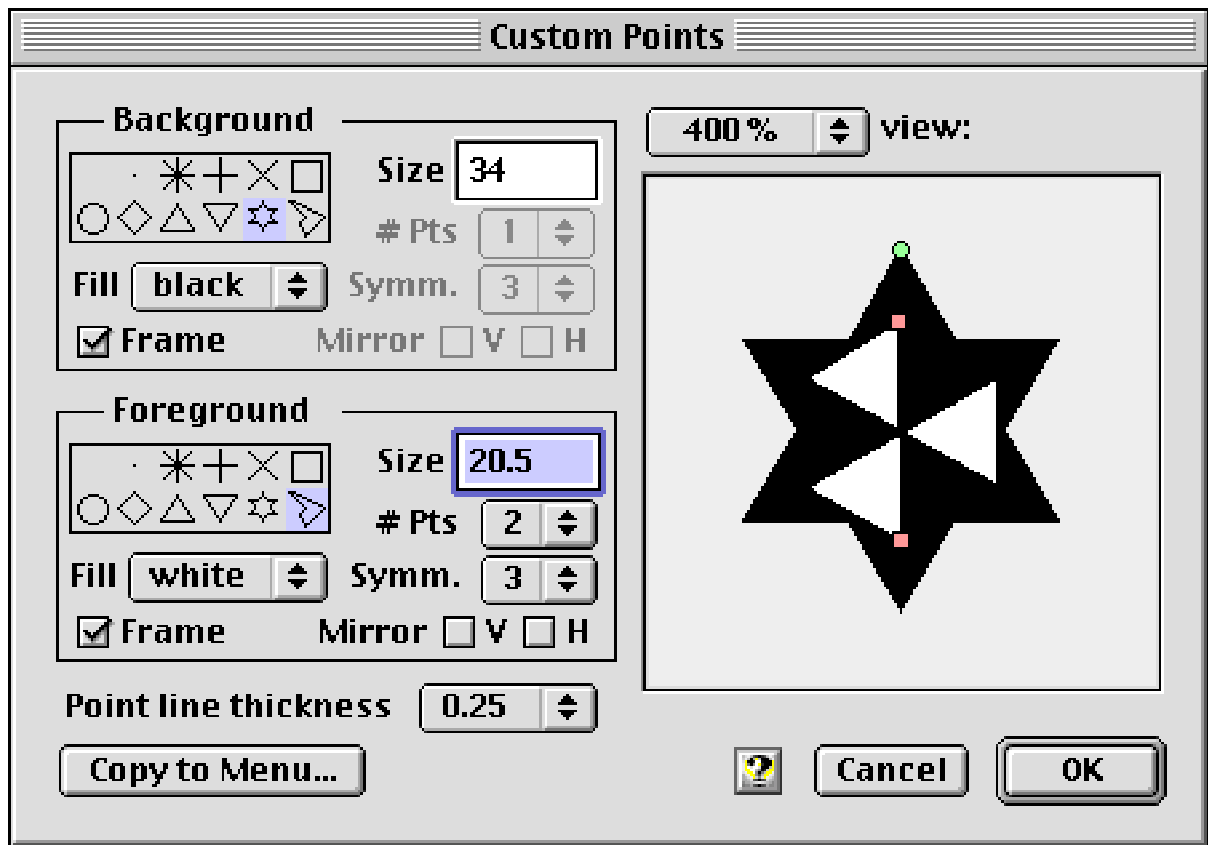 Custom Points
Background
Size 34
# Pts 1
Fill black Symm. 3
Frame Mirror V H
Foreground
Size 20.5
# Pts 2
Fill white Symm. 3
Frame Mirror V H
Point line thickness 0.25
Copy to Menu...
400 % view:
? Cancel OK